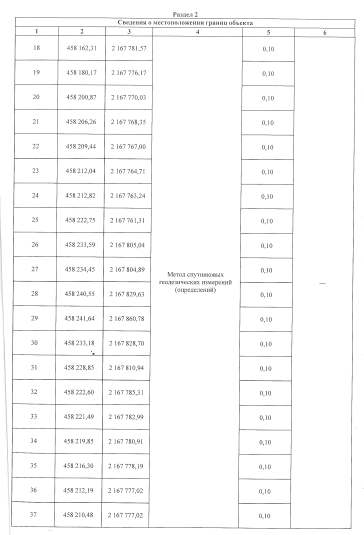 Раздел 2
Сведения о местоположении границ объекта
1 2 3 4 5 6
18 458 162,31 2 167 781,57 0,10
19 458 180,17 2 167 776,17 0,10
20 458 200,87 2 167 770,03 0,10
21 458 206,26 2 167 768,35 0,10
22 458 209,44 2 167 767,00 0,10
23 458 212,04 2 167 764,71 0,10
24 458 212,82 2 167 763,24 0,10
25 458 222,75 2 167 761,31 0,10
26 458 233,59 2 167 805,04 0,10
27 458 234,45 2 167 804,89 0,10
Метод спутниковых
геодезических измерений
(определений)
—
28 458 240,55 2 167 829,63 0,10
29 458 241,64 2 167 860,78 0,10
30 458 233,18 2 167 828,70 0,10
31 458 228,85 2 167 810,94 0,10
32 458 222,60 2 167 785,31 0,10
33 458 221,49 2 167 782,99 0,10
34 458 219,85 2 167 780,91 0,10
35 458 216,30 2 167 778,19 0,10
36 458 212,19 2 167 777,02 0,10
37 458 210,48 2 167 777,02 0,10